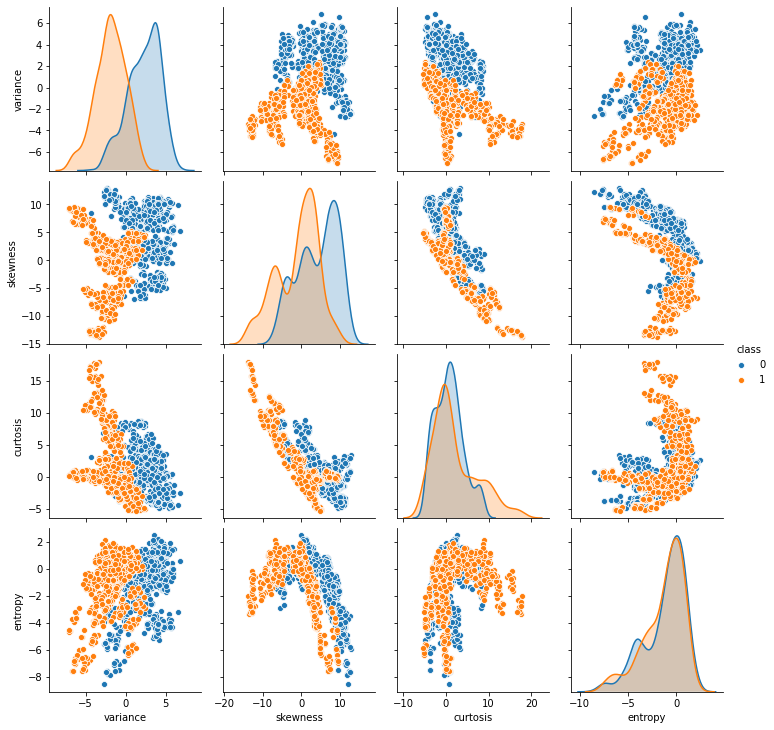 6
4
2
0
−2
−4
−6
variance
10
5
0
−5
−10
−15
skewness
15
10
5
0
−5
curtosis
2
0
−2
−4
−6
−8
entropy
−5 0 5
variance
−20 −10 0 10
skewness
−10 0 10 20
curtosis
−10 −5 0
entropy
class
0
1